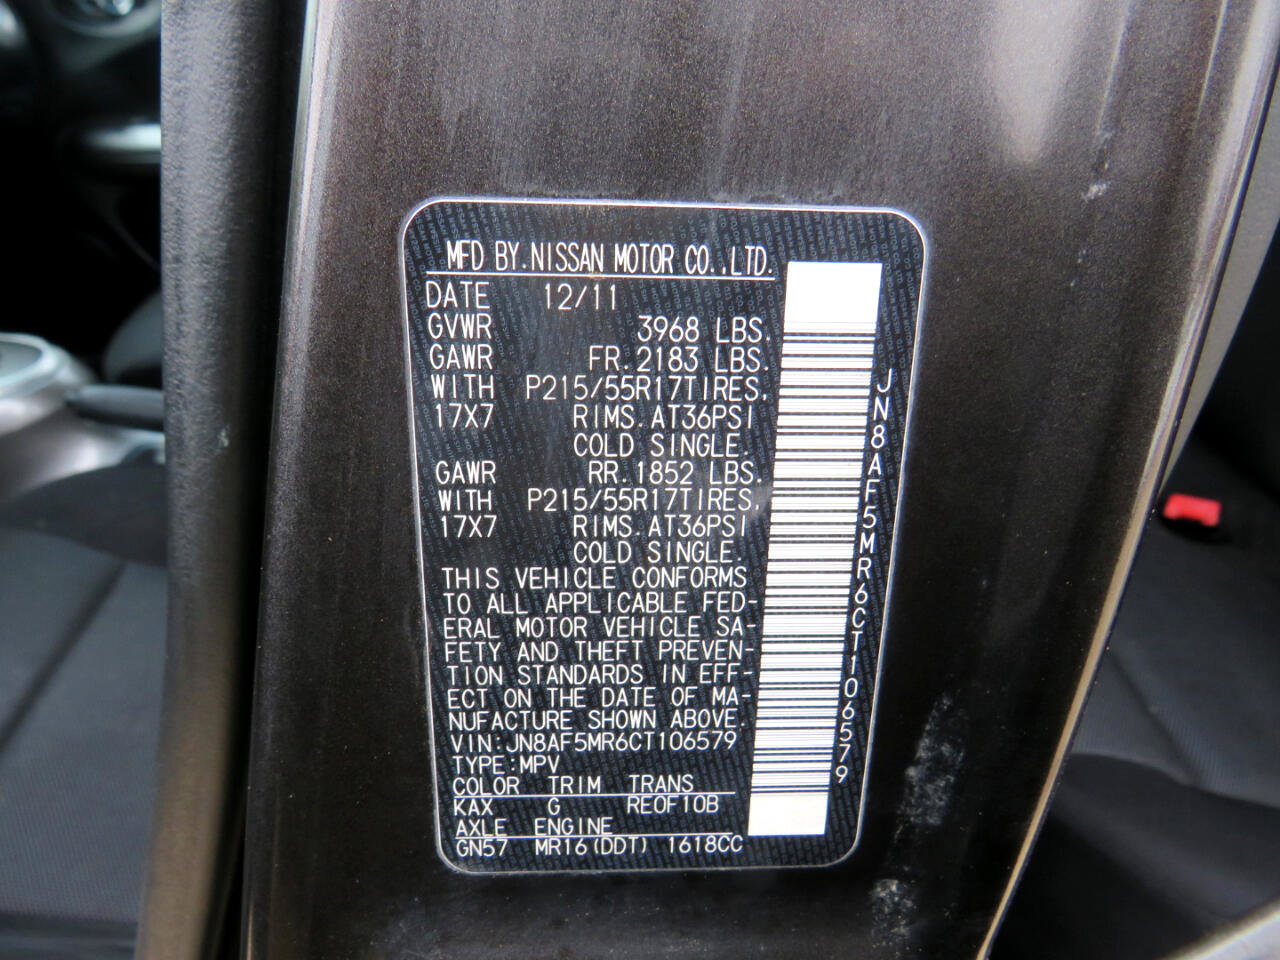 MFD BY.NISSAN MOTOR CO.,LTD.
DATE 12/11
GVWR 3968 LBS.
GAWR FR.2183 LBS.
WITH P215/55R17TIRES,
17X7 RIMS.AT36PSI
COLD SINGLE.
GAWR RR.1852 LBS.
WITH P215/55R17TIRES,
17X7 RIMS.AT36PSI
COLD SINGLE.
THIS VEHICLE CONFORMS
TO ALL APPLICABLE FED-
ERAL MOTOR VEHICLE SA-
FETY AND THEFT PREVEN-
TION STANDARDS IN EFF-
ECT ON THE DATE OF MA-
NUFACTURE SHOWN ABOVE.
VIN:JN8AF5MR6CT106579
TYPE:MPV
COLOR TRIM TRANS
KAX G RE0F10B
AXLE ENGINE
GN57 MR16(DDT) 1618CC
JN8AF5MR6CT106579